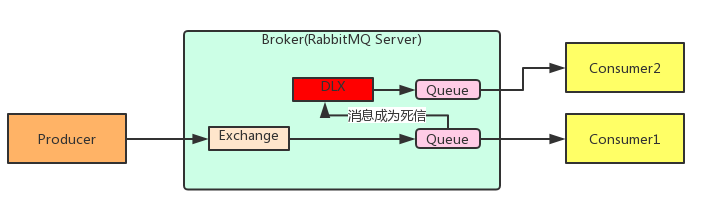 Broker(RabbitMQ Server)
DLX
Queue
Consumer2
消息成为死信
Producer
Exchange
Queue
Consumer1